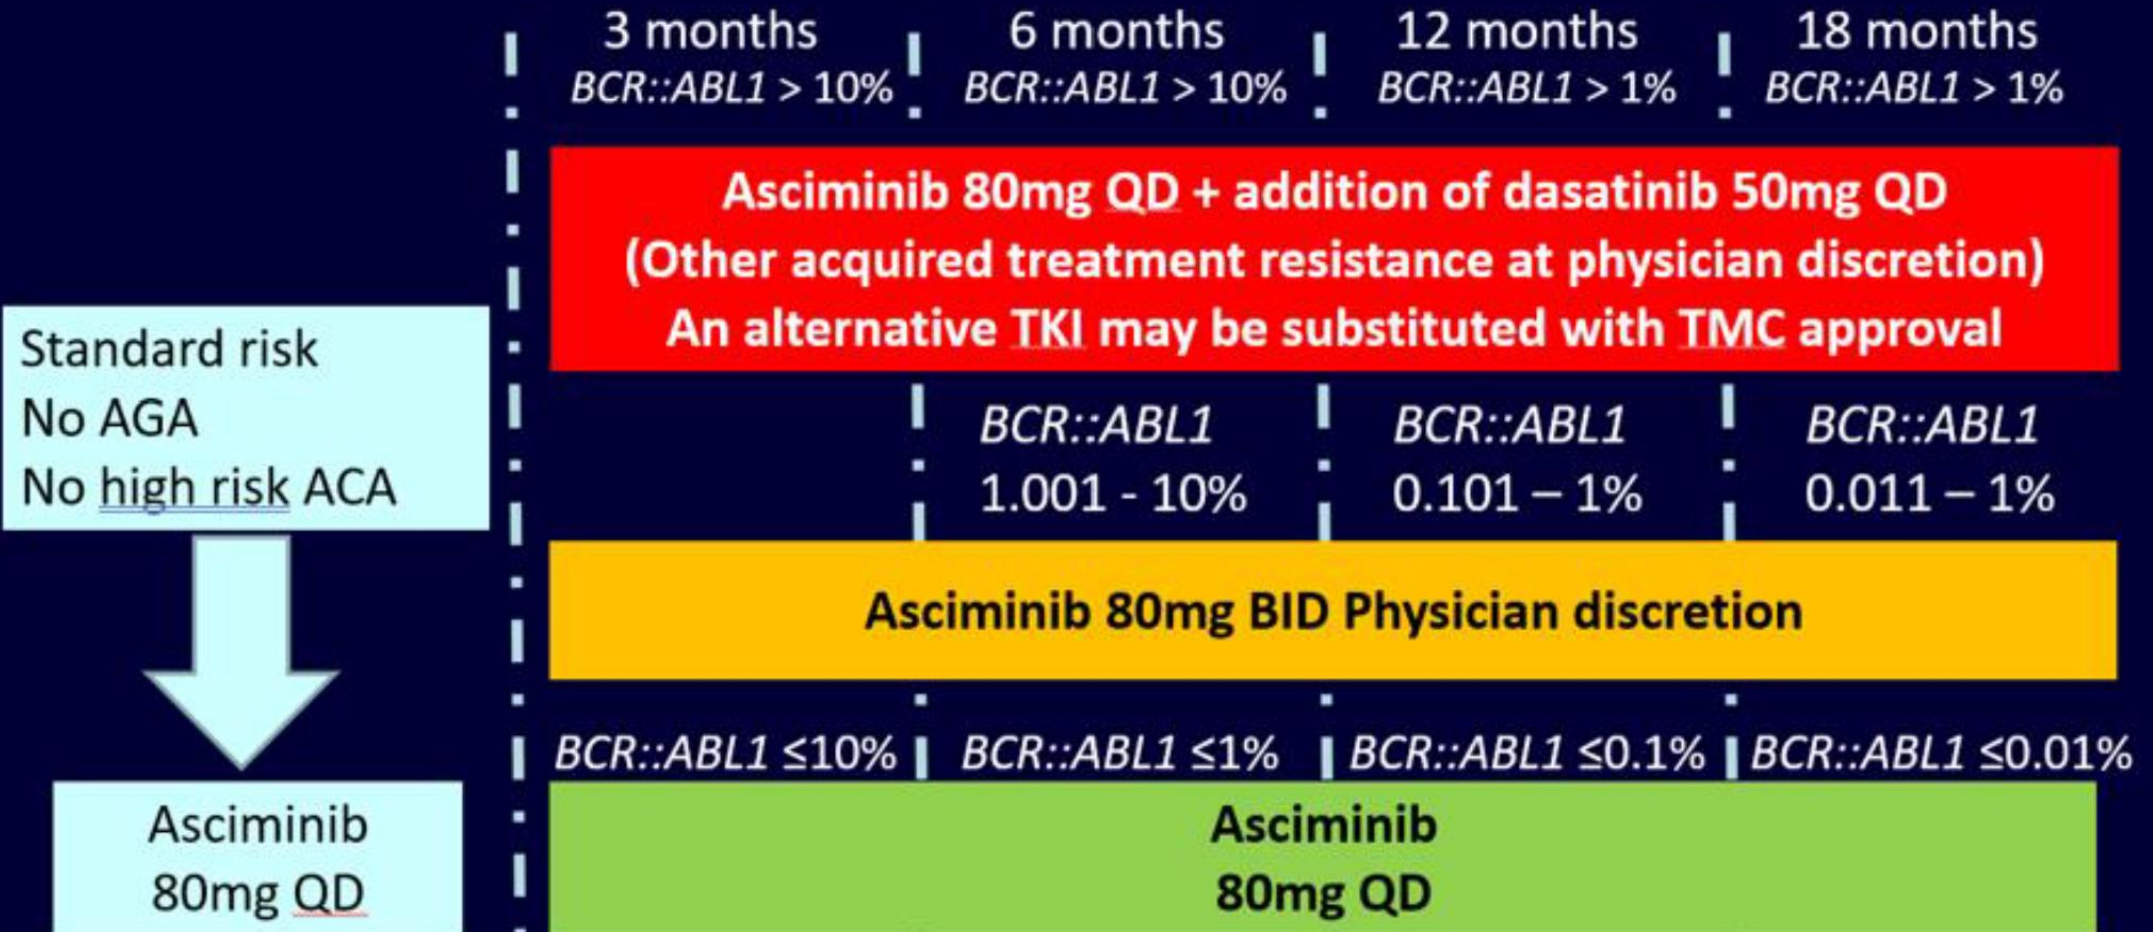 3 months
BCR::ABL1 > 10%
6 months
BCR::ABL1 > 10%
12 months
BCR::ABL1 > 1%
18 months
BCR::ABL1 > 1%
Asciminib 80mg QD + addition of dasatinib 50mg QD
(Other acquired treatment resistance at physician discretion)
An alternative TKI may be substituted with TMC approval
Standard risk
No AGA
No high risk ACA
BCR::ABL1
1.001 - 10%
BCR::ABL1
0.101 – 1%
BCR::ABL1
0.011 – 1%
Asciminib 80mg BID Physician discretion
BCR::ABL1 ≤10%
BCR::ABL1 ≤1%
BCR::ABL1 ≤0.1%
BCR::ABL1 ≤0.01%
Asciminib
80mg QD
Asciminib
80mg QD